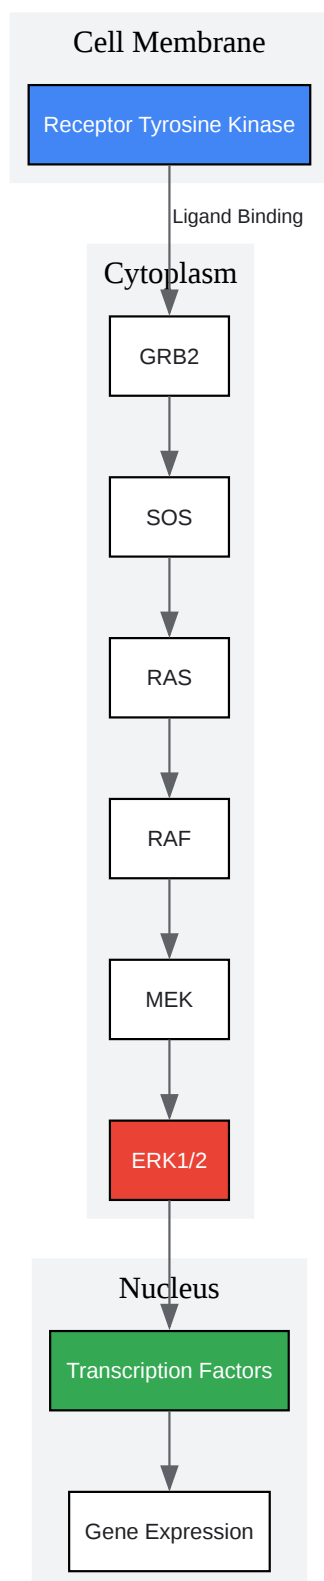 Cell Membrane
Receptor Tyrosine Kinase
Ligand Binding
Cytoplasm
GRB2
SOS
RAS
RAF
MEK
ERK1/2
Nucleus
Transcription Factors
Gene Expression